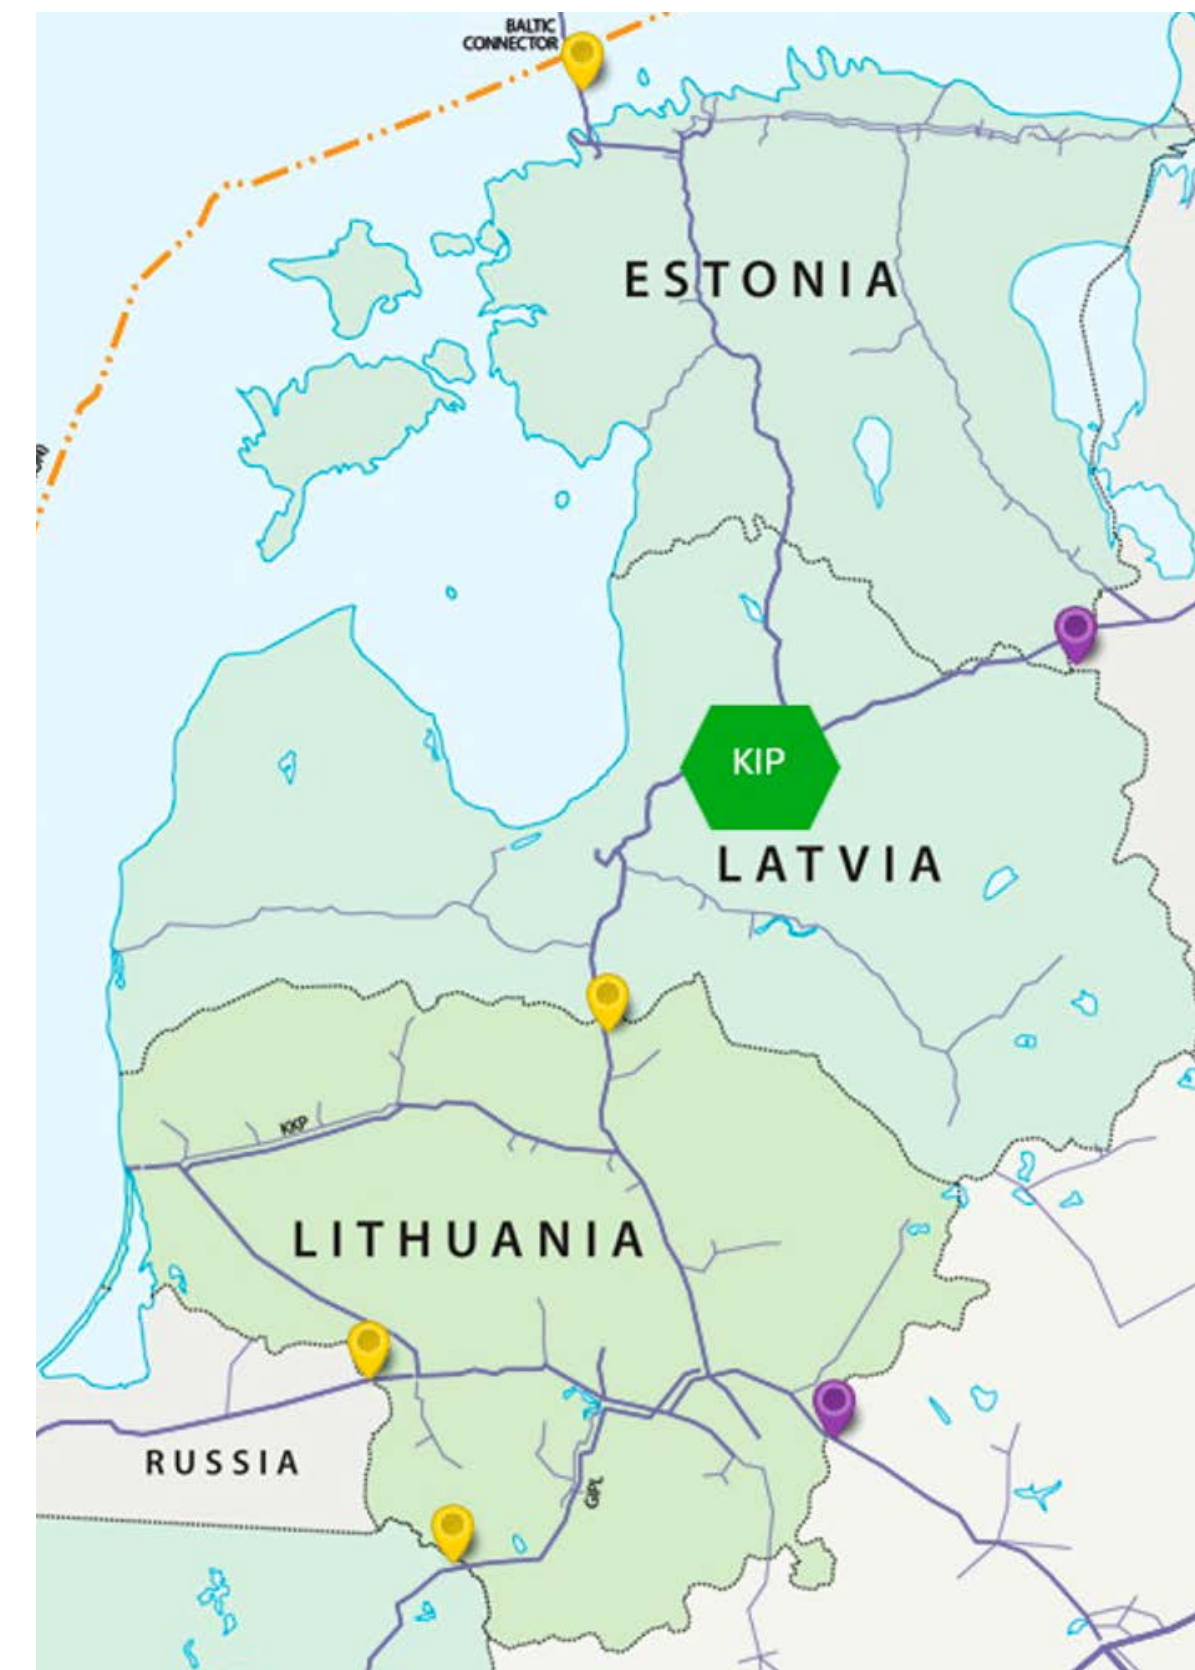 BALTIC
CONNECTOR
ESTONIA
KIP
LATVIA
KKP
LITHUANIA
RUSSIA
GIPL